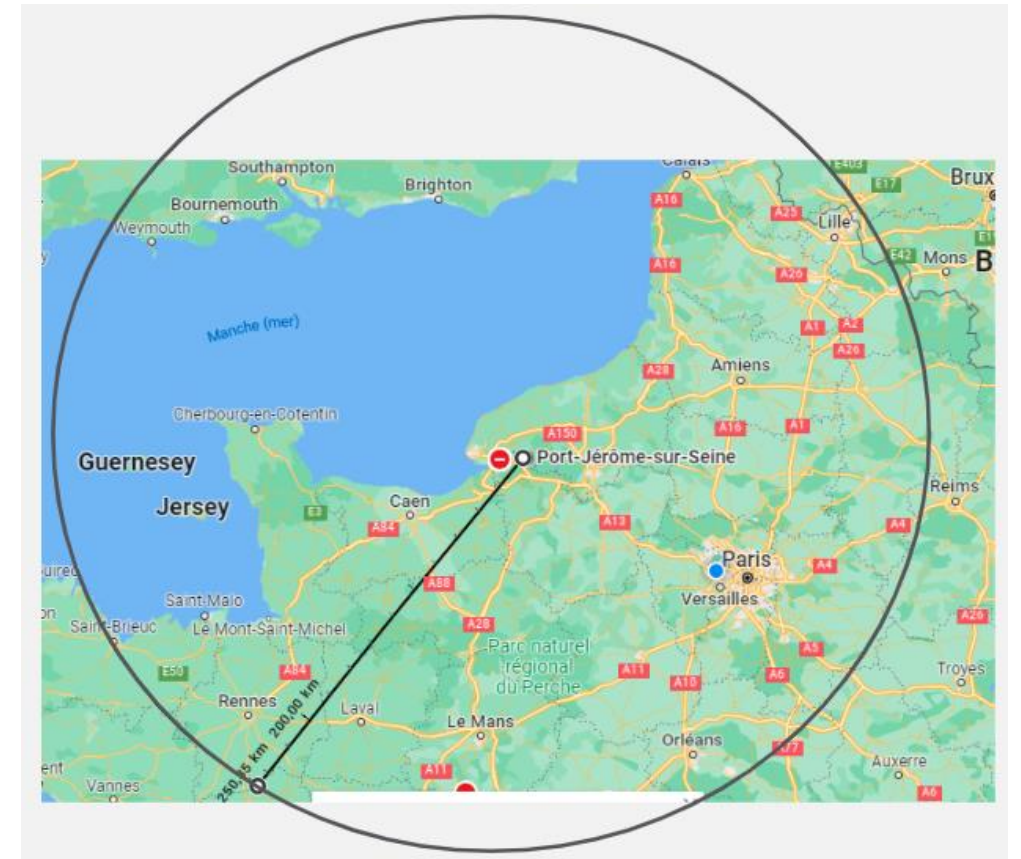 Calais
E403
Southampton
Brighton
E17
Brux
Bournemouth
A16
A25
Lille
Weymouth
E42
Mons
B
A16
A26
Manche (mer)
A1
A2
A26
A28
Amiens
Cherbourg-en-Cotentin
A150
A16
A1
Guernesey
Port-Jérôme-sur-Seine
Reims
Jersey
Caen
E3
A84
A13
A4
Paris
A4
A88
Versailles
Saint-Malo
Saint-Brieuc
Le Mont-Saint-Michel
A28
A26
Parc naturel
régional
du Perche
A5
E50
A84
A11
A10
A6
Troyes
Rennes
200,00 km
Laval
Le Mans
Orléans
A77
Auxerre
A11
Vannes
A6